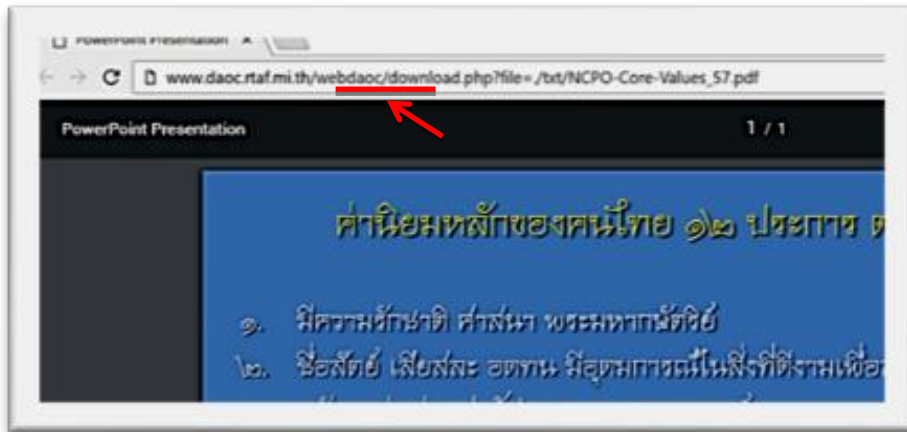 PowerPoint Presentation
www.daoc.rtaf.mi.th/webdaoc/download.php?file=./txt/NCPO-Core-Values_57.pdf
PowerPoint Presentation 1 / 1
ค่านิยมหลักของคนไทย ๑๒ ประการ ต
๑. มีความรักชาติ ศาสนา พระมหากษัตริย์
๒. ซื่อสัตย์ เสียสละ อดทน มีอุดมการณ์ในสิ่งที่ดีงามเพื่อ